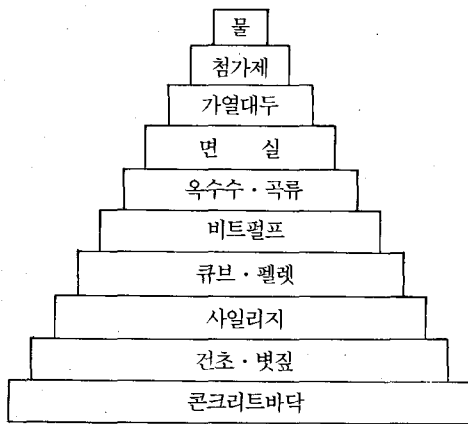 물
첨가제
가열대두
면 실
옥수수·곡류
비트펄프
큐브·펠렛
사일리지
건초·볏짚
콘크리트바닥